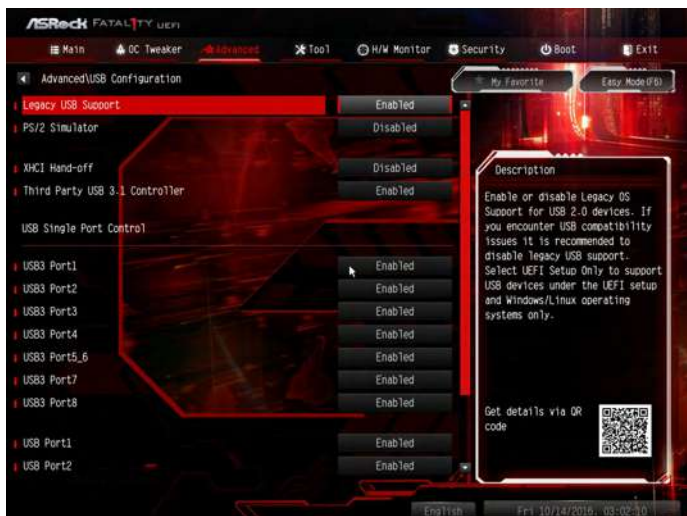 ASRock FATAL1TY UEFI
Main OC Tweaker Advanced Tool H/W Monitor Security Boot Exit
Advanced\USB Configuration
My Favorite
Easy Mode(F6)
Legacy USB Support Enabled
PS/2 Simulator Disabled
XHCI Hand-off Disabled
Third Party USB 3.1 Controller Enabled
USB Single Port Control
USB3 Port1 Enabled
USB3 Port2 Enabled
USB3 Port3 Enabled
USB3 Port4 Enabled
USB3 Port5_6 Enabled
USB3 Port7 Enabled
USB3 Port8 Enabled
USB Port1 Enabled
USB Port2 Enabled
Description
Enable or disable Legacy OS
Support for USB 2.0 devices. If
you encounter USB compatibility
issues it is recommended to
disable legacy USB support.
Select UEFI Setup Only to support
USB devices under the UEFI setup
and Windows/Linux operating
systems only.
Get details via QR
code
English
Fri 10/14/2016, 03:02:10